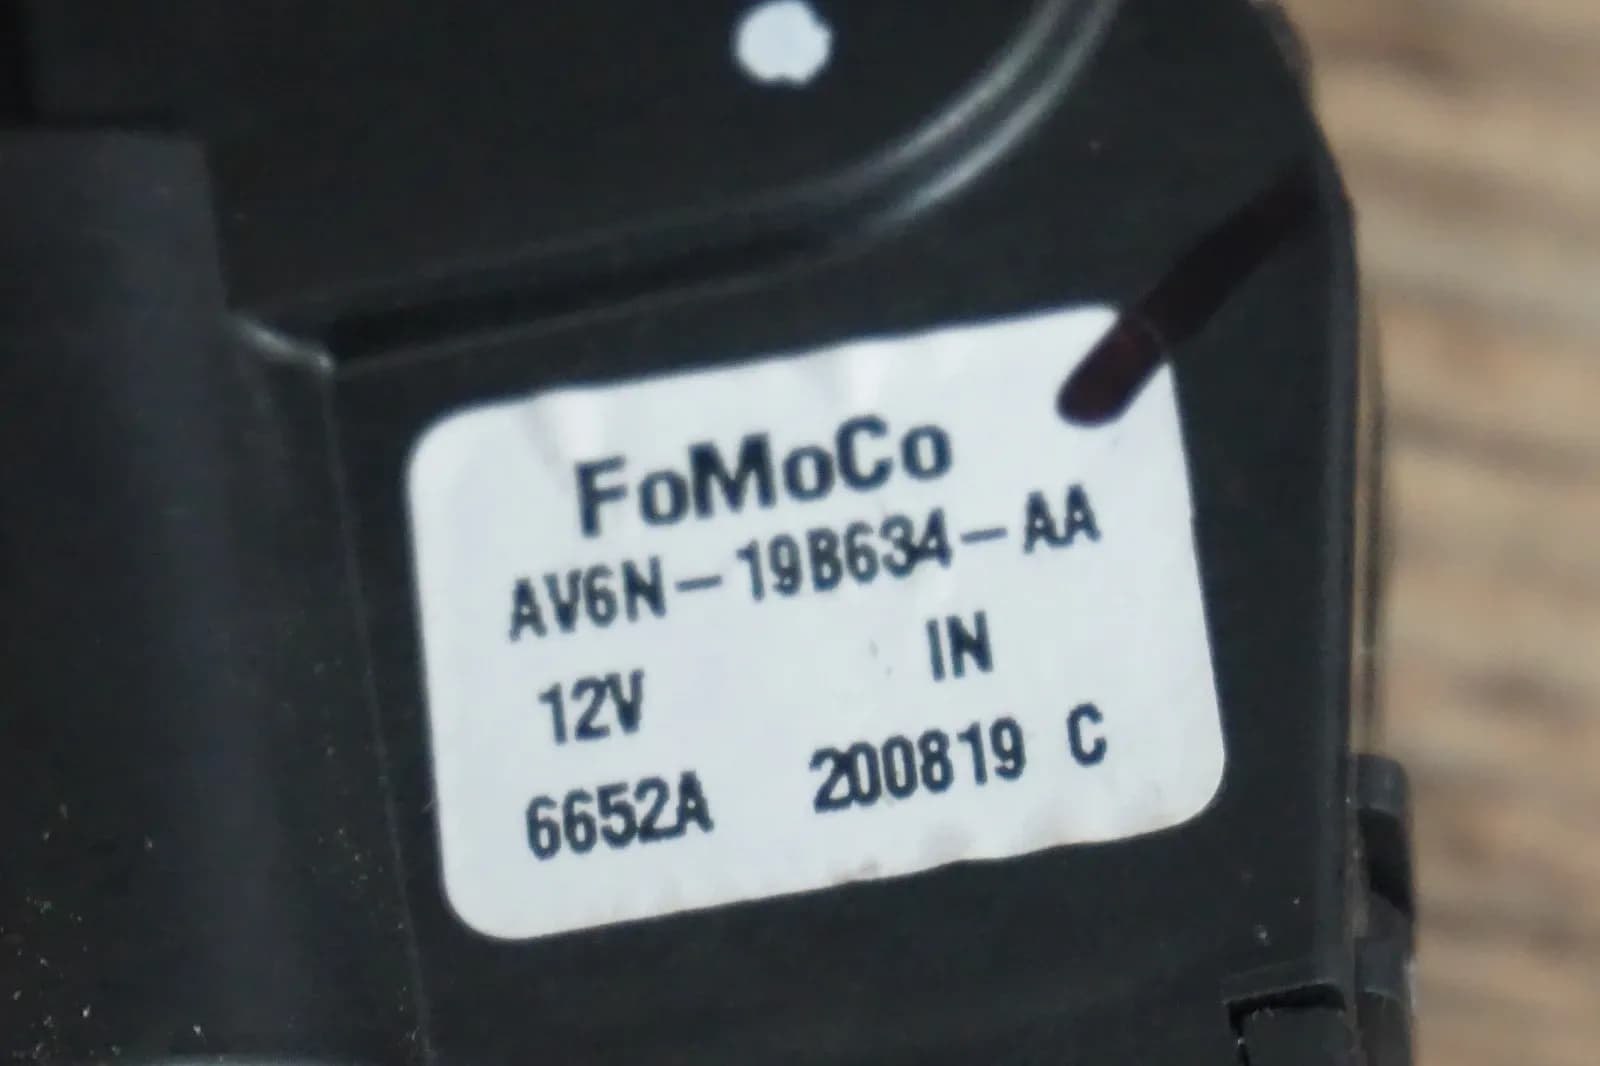 FoMoCo
AV6N-19B634-AA
12V IN
6652A 200819 C